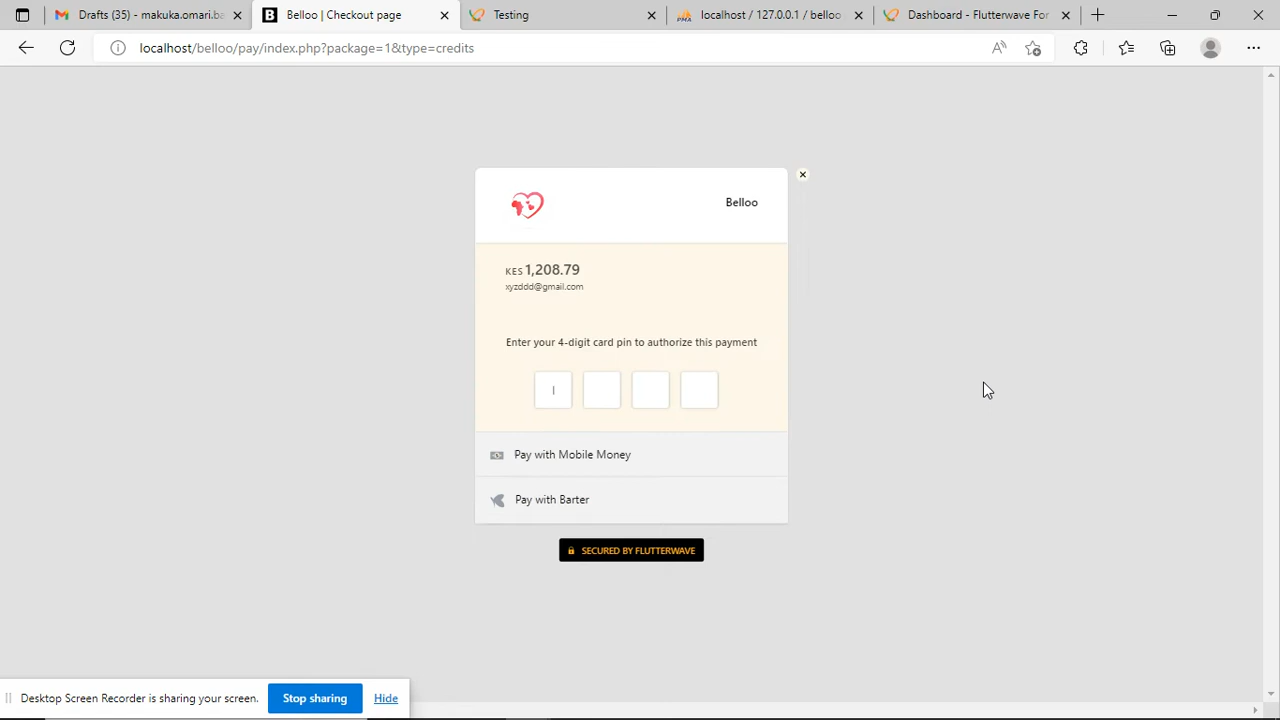 Drafts (35) - makuka.omari.ba
Belloo | Checkout page
Testing
PMA
localhost / 127.0.0.1 / belloo
Dashboard - Flutterwave For
localhost/belloo/pay/index.php?package=1&type=credits
Belloo
KES 1,208.79
xyzddd@gmail.com
Enter your 4-digit card pin to authorize this payment
Pay with Mobile Money
Pay with Barter
SECURED BY FLUTTERWAVE
Desktop Screen Recorder is sharing your screen.
Stop sharing
Hide